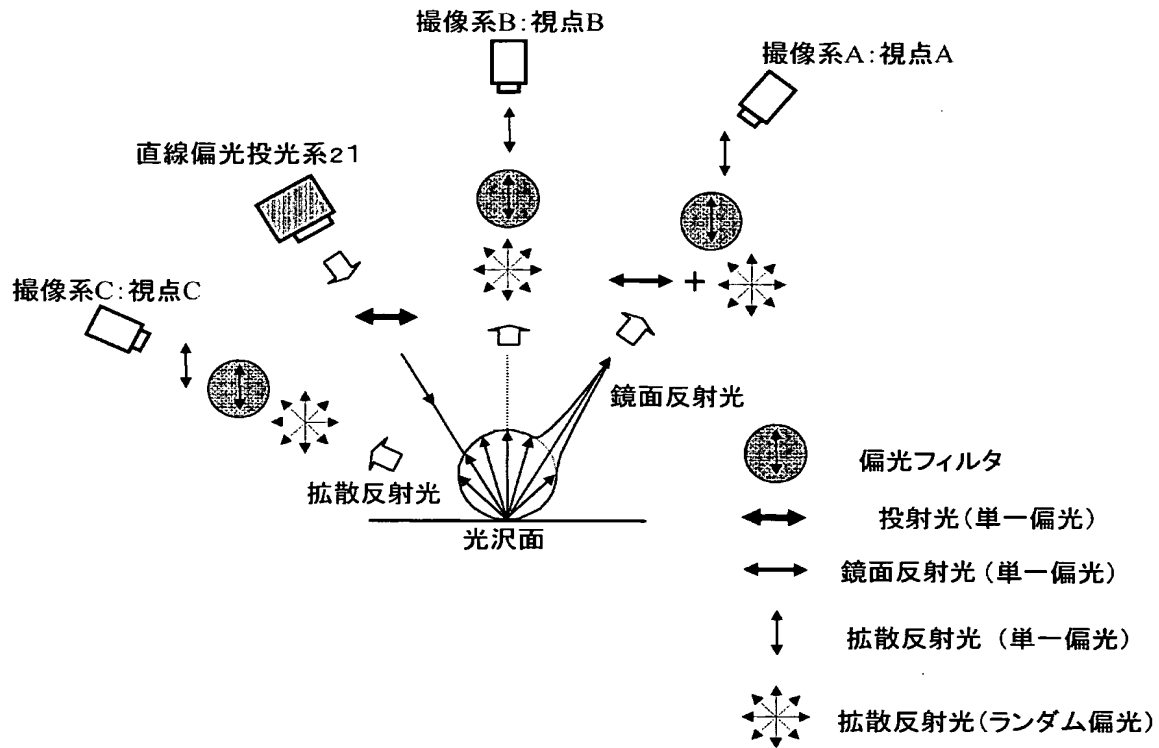 撮像系B:視点B
撮像系A:視点A
直線偏光投光系21
撮像系C:視点C
鏡面反射光
拡散反射光
光沢面
偏光フィルタ
投射光(単一偏光)
鏡面反射光(単一偏光)
拡散反射光 (単一偏光)
拡散反射光(ランダム偏光)